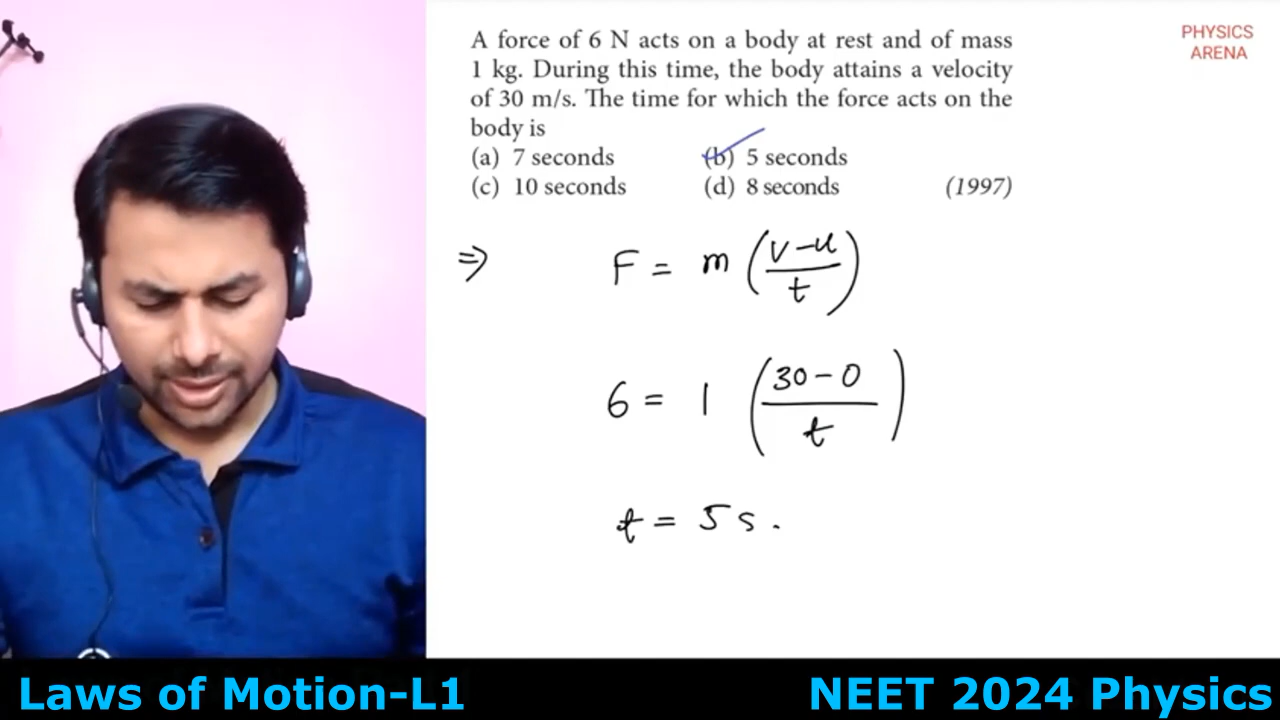 A force of 6 N acts on a body at rest and of mass
1 kg. During this time, the body attains a velocity
of 30 m/s. The time for which the force acts on the
body is
(a) 7 seconds (b) 5 seconds
(c) 10 seconds (d) 8 seconds (1997)
PHYSICS
ARENA
⇒ F = m (v-u/t)
6 = 1 (30-0/t)
t = 5 s.
Laws of Motion-L1 NEET 2024 Physics